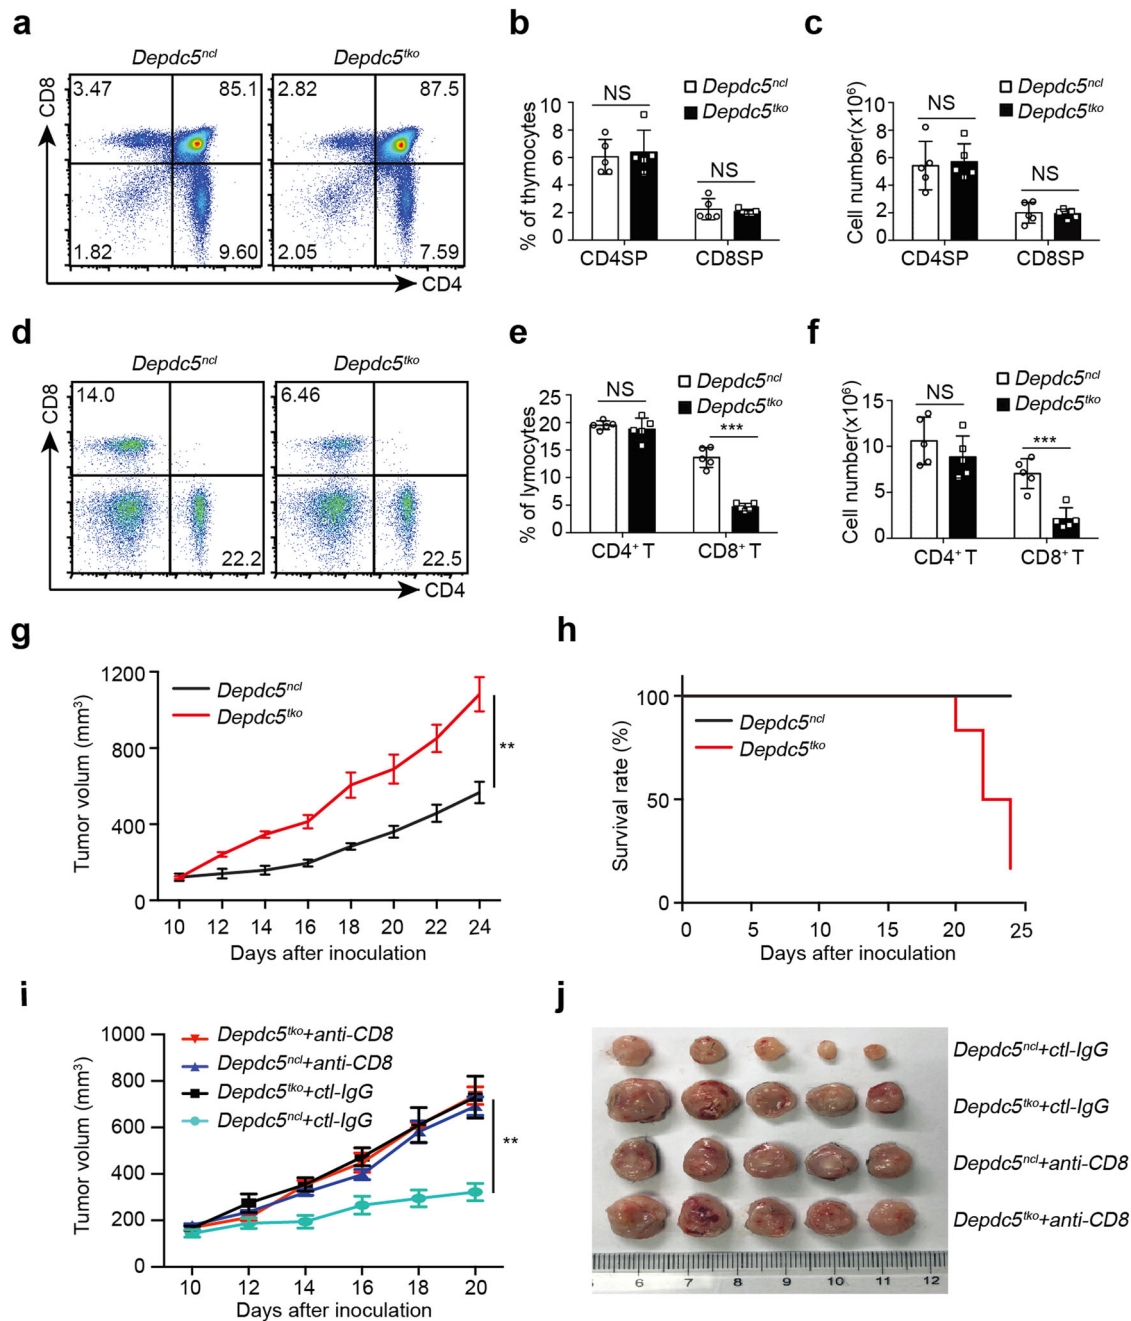 a
Depdc5ncl
Depdc5tko
CD8
3.47
85.1
2.82
87.5
1.82
9.60
2.05
7.59
CD4
b
Depdc5ncl
Depdc5tko
% of thymocytes
10
8
6
4
2
0
NS
NS
CD4SP
CD8SP
c
Depdc5ncl
Depdc5tko
Cell number(x10⁶)
10
8
6
4
2
0
NS
NS
CD4SP
CD8SP
d
Depdc5ncl
Depdc5tko
CD8
14.0
6.46
22.2
22.5
CD4
e
Depdc5ncl
Depdc5tko
% of lymocytes
25
20
15
10
5
0
NS
***
CD4⁺ T
CD8⁺ T
f
Depdc5ncl
Depdc5tko
Cell number(x10⁶)
15
10
5
0
NS
***
CD4⁺ T
CD8⁺ T
g
Tumor volum (mm³)
1200
800
400
0
Depdc5ncl
Depdc5tko
**
10 12 14 16 18 20 22 24
Days after inoculation
h
Survival rate (%)
100
50
0
Depdc5ncl
Depdc5tko
0 5 10 15 20 25
Days after inoculation
i
Tumor volum (mm³)
1000
800
600
400
200
0
Depdc5tko+anti-CD8
Depdc5ncl+anti-CD8
Depdc5tko+ctl-IgG
Depdc5ncl+ctl-IgG
**
10 12 14 16 18 20
Days after inoculation
j
Depdc5ncl+ctl-IgG
Depdc5tko+ctl-IgG
Depdc5ncl+anti-CD8
Depdc5tko+anti-CD8
6 7 8 9 10 11 12